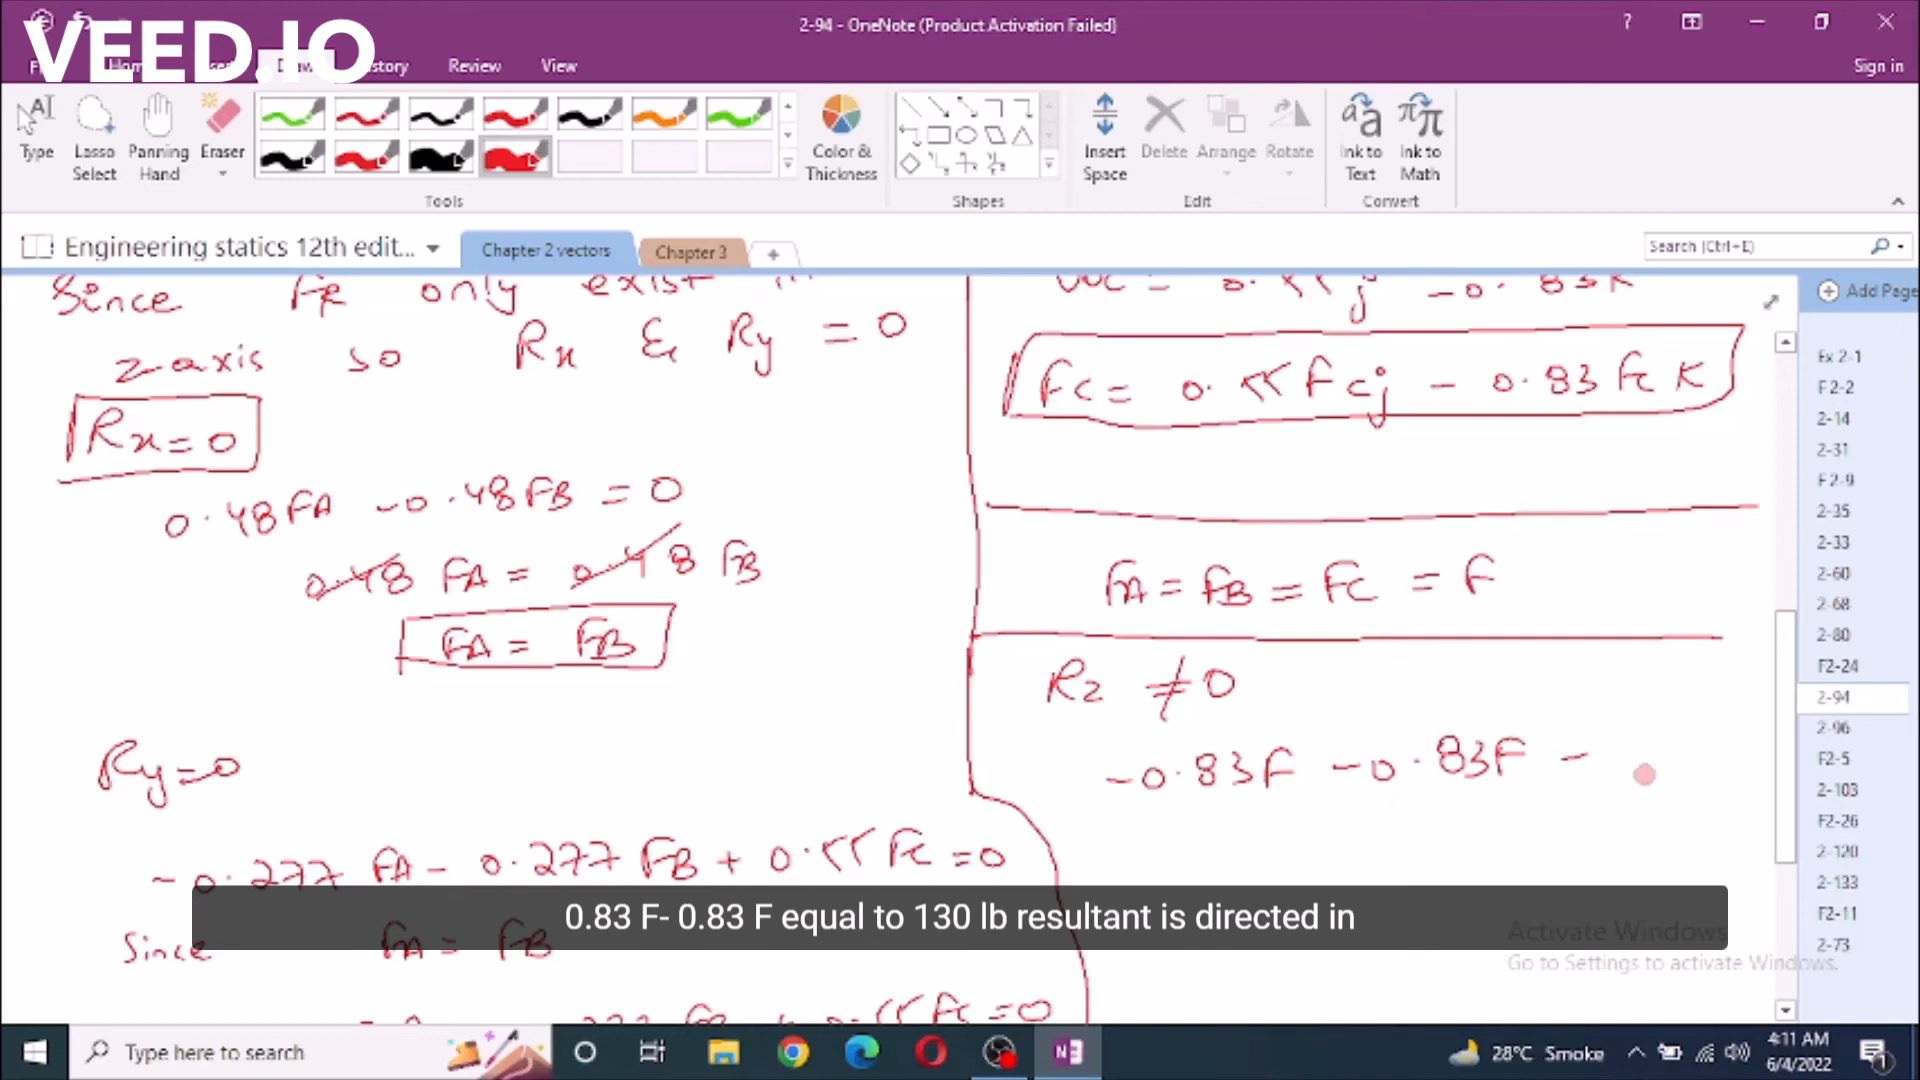 VEED.IO
2-94 - OneNote (Product Activation Failed)
?
Review
View
Sign in
Type
Lasso Select
Panning Hand
Eraser
Color & Thickness
Insert Space
Delete
Arrange
Rotate
Ink to Text
Ink to Math
Tools
Shapes
Edit
Convert
Engineering statics 12th edit...
Chapter 2 vectors
Chapter 3
+
Search (Ctrl+E)
Add Page
Since FR only exist in
z axis so Rx & Ry = 0
Rx = 0
0.48FA - 0.48FB = 0
0.48 FA = 0.48 FB
FA = FB
Ry = 0
- 0.277 FA - 0.277 FB + 0.55 FC = 0
Since FA = FB
FC = 0.55 FCj - 0.83 FC K
FA = FB = FC = F
Rz ≠ 0
-0.83F - 0.83F -
0.83 F- 0.83 F equal to 130 lb resultant is directed in
Activate Windows
Go to Settings to activate Windows.
Ex 2-1
F 2-2
2-14
2-31
F 2-9
2-35
2-33
2-60
2-68
2-80
F2-24
2-94
2-96
F2-5
2-103
F2-26
2-120
2-133
F2-11
2-73
Type here to search
28°C Smoke
4:11 AM
6/4/2022